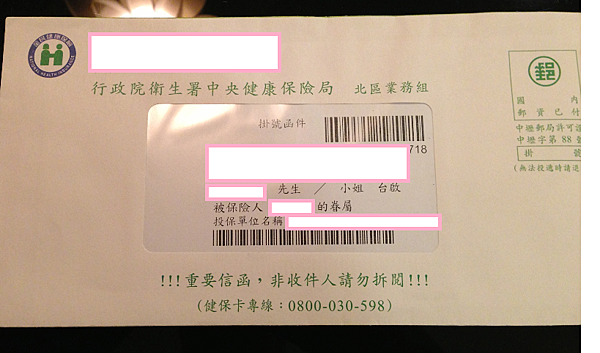 行政院衛生署中央健康保險局 北區業務組
郵
國 內
郵資已付
中壢郵局許可證
中壢字第88號
掛 號
(無法投遞時請退
掛號函件
718
先生 / 小姐 台啟
被保險人 的眷屬
投保單位名稱
!!!重要信函,非收件人請勿拆閱!!!
(健保卡專線:0800-030-598)